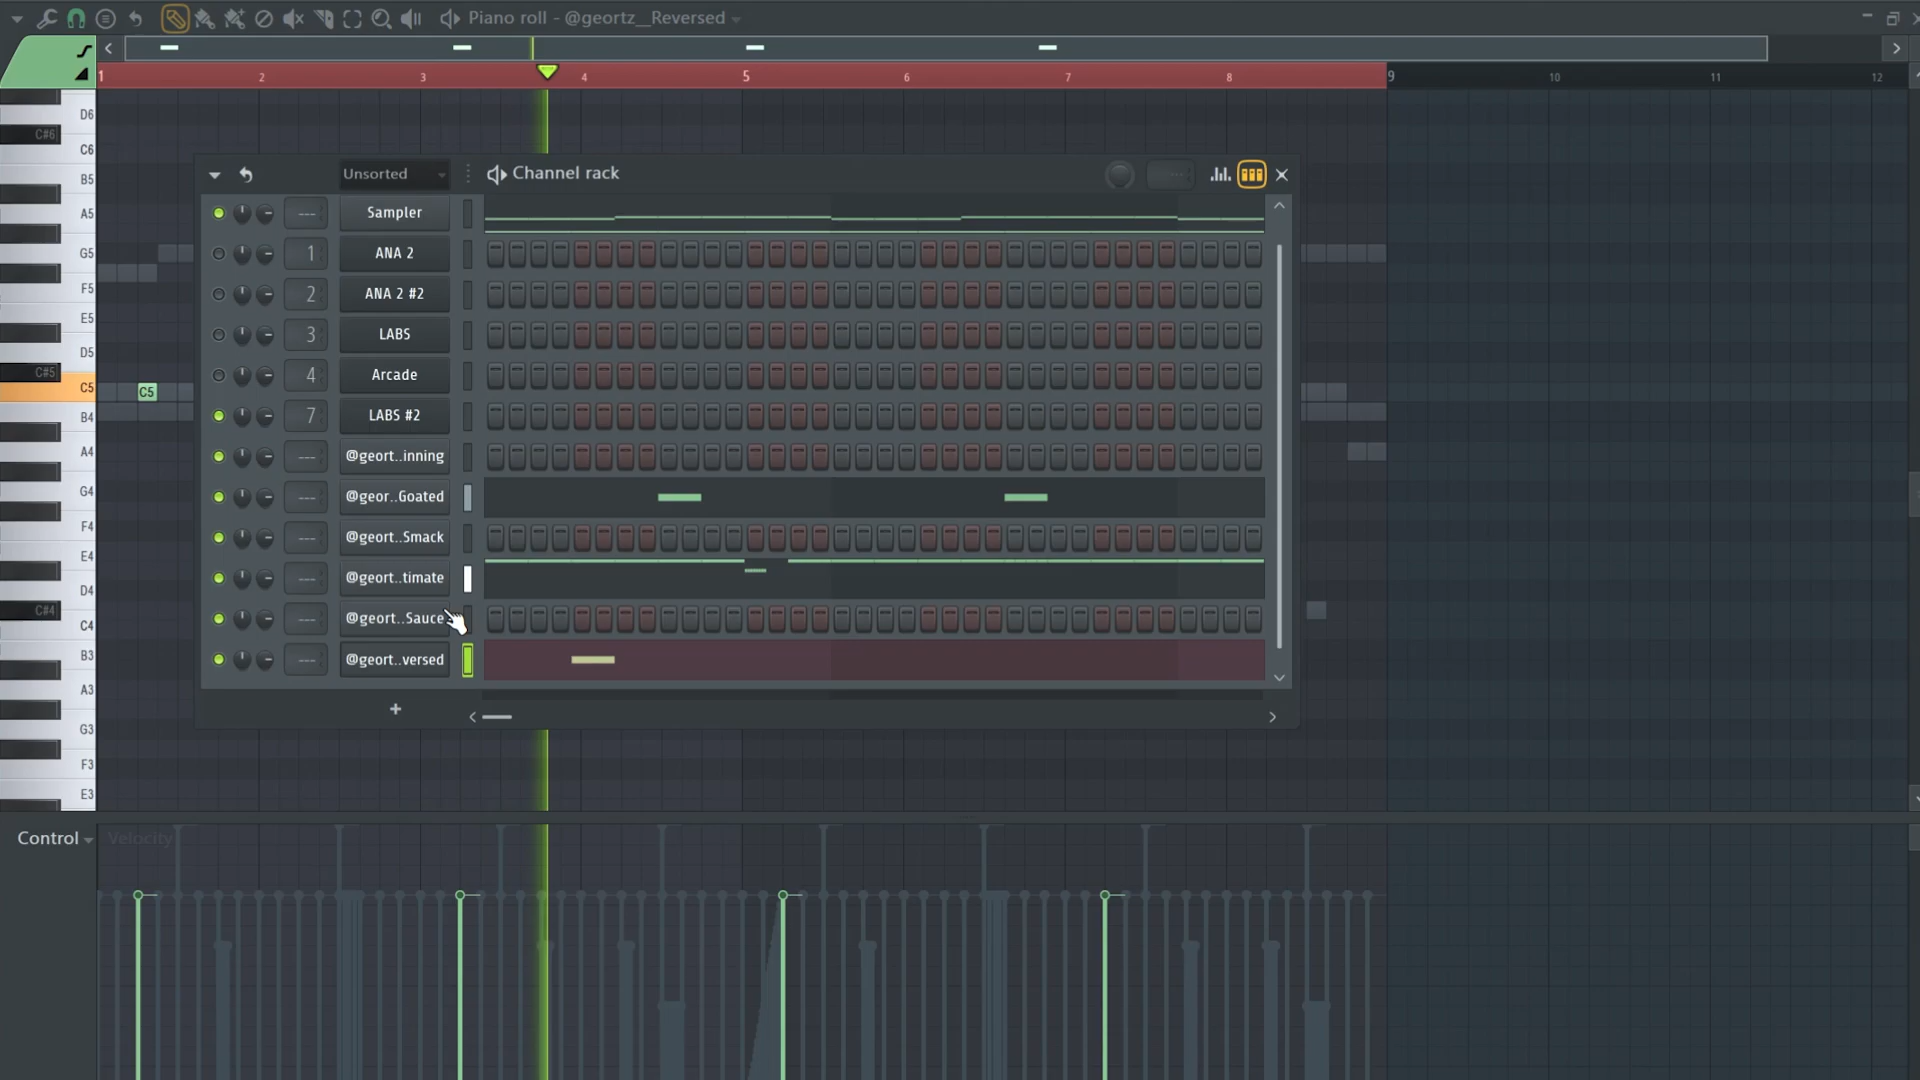 Piano roll - @geortz__Reversed
1 2 3 4 5 6 7 8 9 10 11 12
D6
C#6
C6
B5
A5
G5
F5
E5
D5
C#5
C5
C5
B4
A4
G4
F4
E4
D4
C#4
C4
B3
A3
G3
F3
E3
Unsorted
Channel rack
--- Sampler
1 ANA 2
2 ANA 2 #2
3 LABS
4 Arcade
7 LABS #2
--- @geort..inning
--- @geor..Goated
--- @geort..Smack
--- @geort..timate
--- @geort..Sauce
--- @geort..versed
+
Control
Velocity